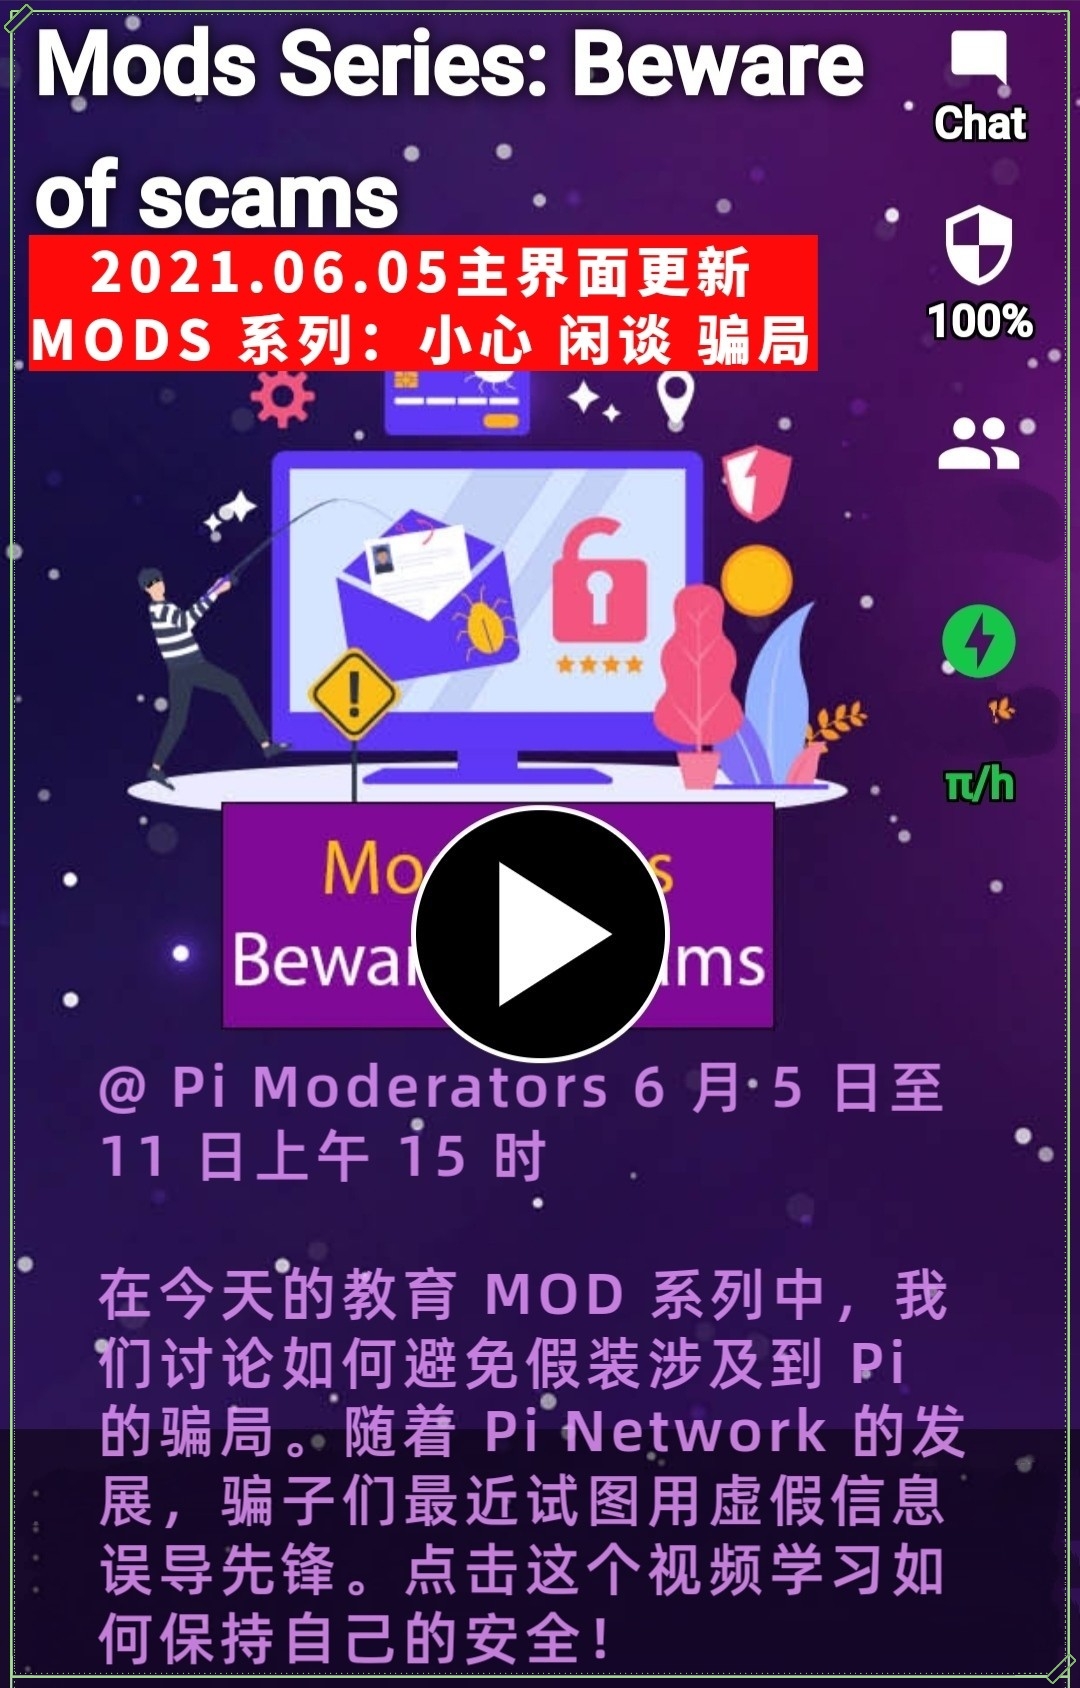 Mods Series: Beware
of scams
Chat
100%
2021.06.05主界面更新
MODS 系列：小心 闲谈 骗局
π/h
@ Pi Moderators 6 月 5 日至
11 日上午 15 时
在今天的教育 MOD 系列中，我
们讨论如何避免假装涉及到 Pi
的骗局。随着 Pi Network 的发
展，骗子们最近试图用虚假信息
误导先锋。点击这个视频学习如
何保持自己的安全！